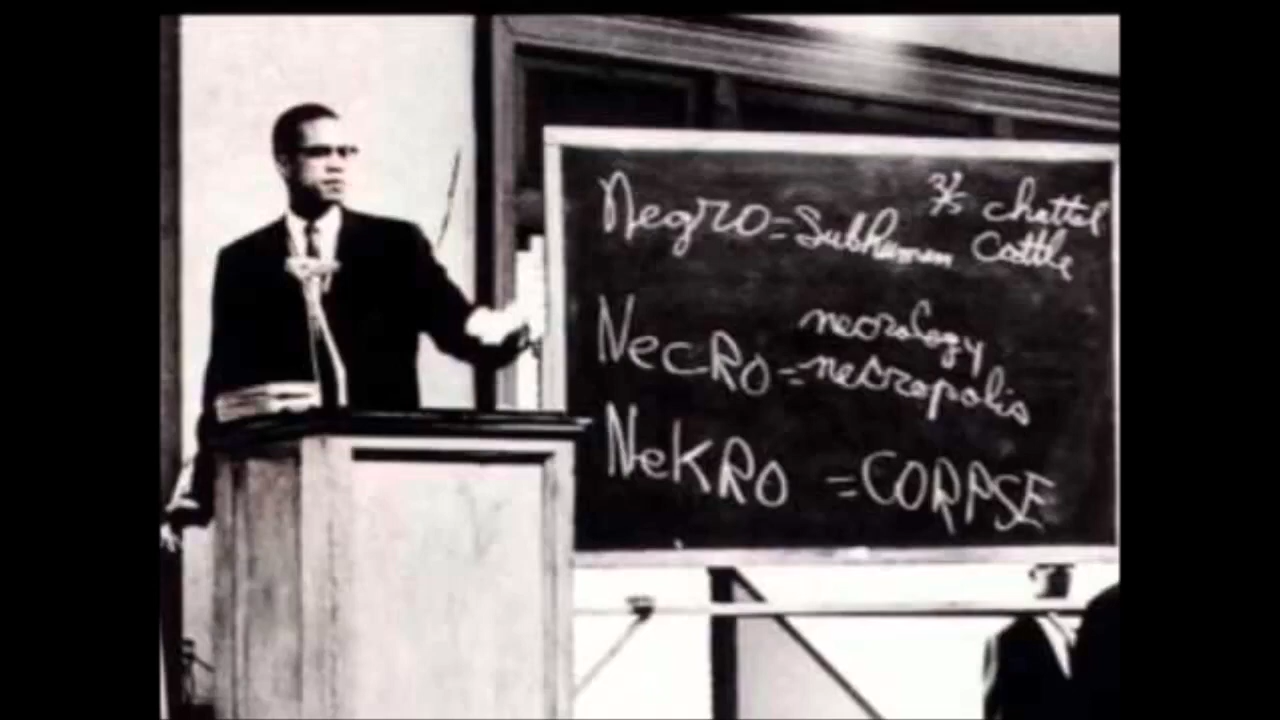 3/5 chattel
Negro = Subhuman cattle
necrology
NecRo = necropolis
NeKRo = CORPSE